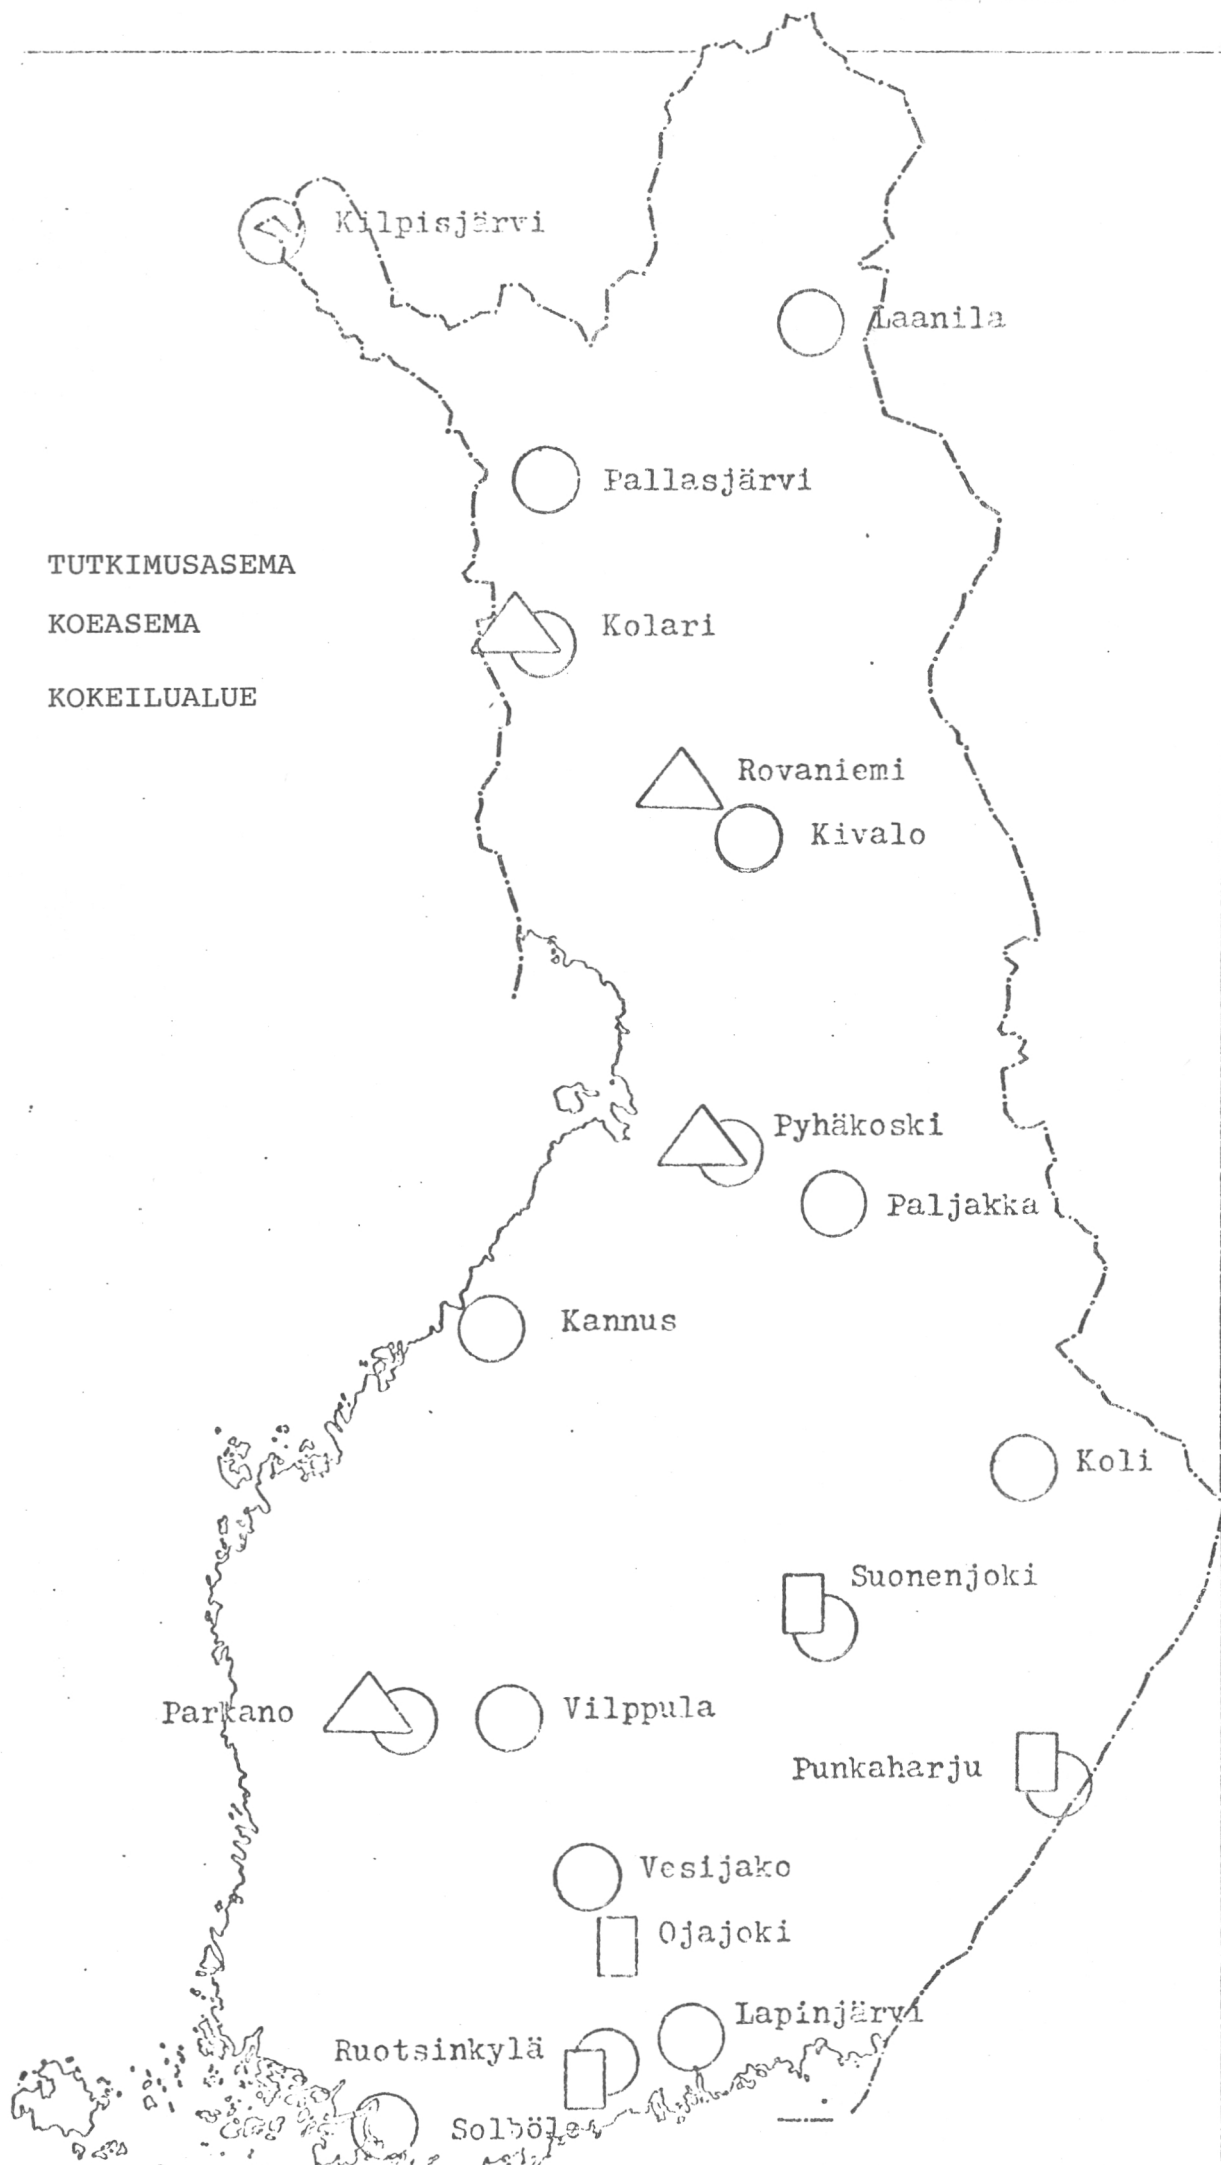 Kilpisjärvi
Laanila
Pallasjärvi
TUTKIMUSASEMA
KOEASEMA
Kolari
KOKEILUALUE
Rovaniemi
Kivalo
Pyhäkoski
Paljakka
Kannus
Koli
Suonenjoki
Parkano
Vilppula
Punkaharju
Vesijako
Ojajoki
Lapinjärvi
Ruotsinkylä
Solböle